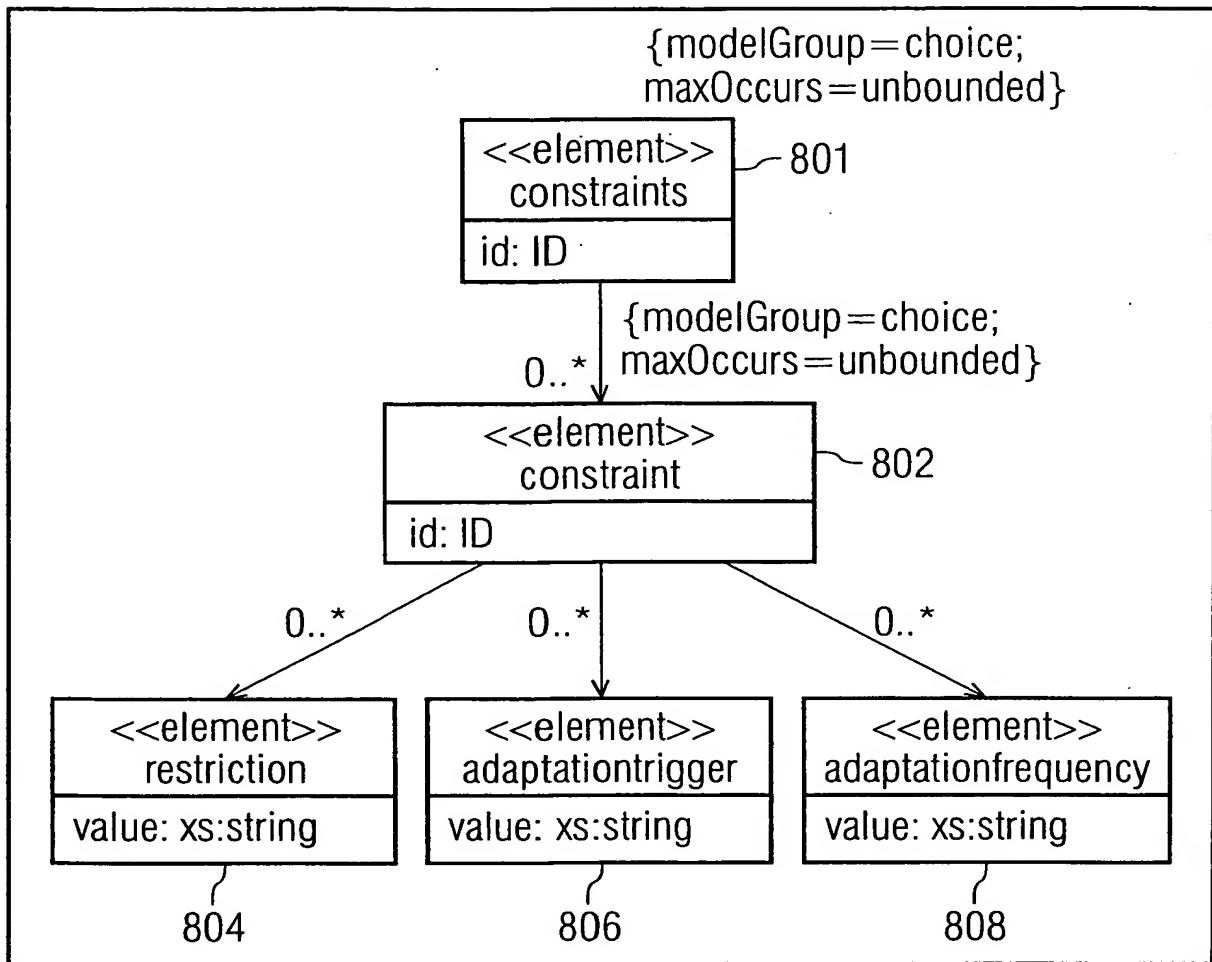 {modelGroup=choice;
maxOccurs=unbounded}
<<element>>
constraints
801
id: ID
{modelGroup=choice;
maxOccurs=unbounded}
0..*
<<element>>
constraint
802
id: ID
0..* 0..* 0..*
<<element>> <<element>> <<element>>
restriction adaptationtrigger adaptationfrequency
value: xs:string value: xs:string value: xs:string
804 806 808